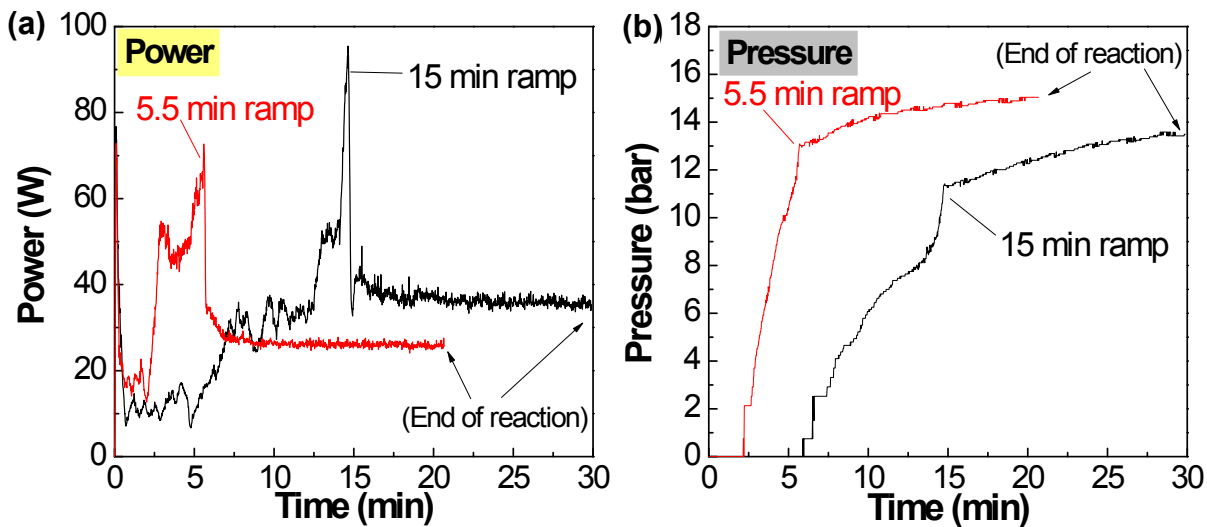 (a)
Power
100
80
60
40
20
0
Power (W)
5.5 min ramp
15 min ramp
(End of reaction)
0 5 10 15 20 25 30
Time (min)
(b)
Pressure
18
16
14
12
10
8
6
4
2
0
Pressure (bar)
(End of reaction)
5.5 min ramp
15 min ramp
0 5 10 15 20 25 30
Time (min)